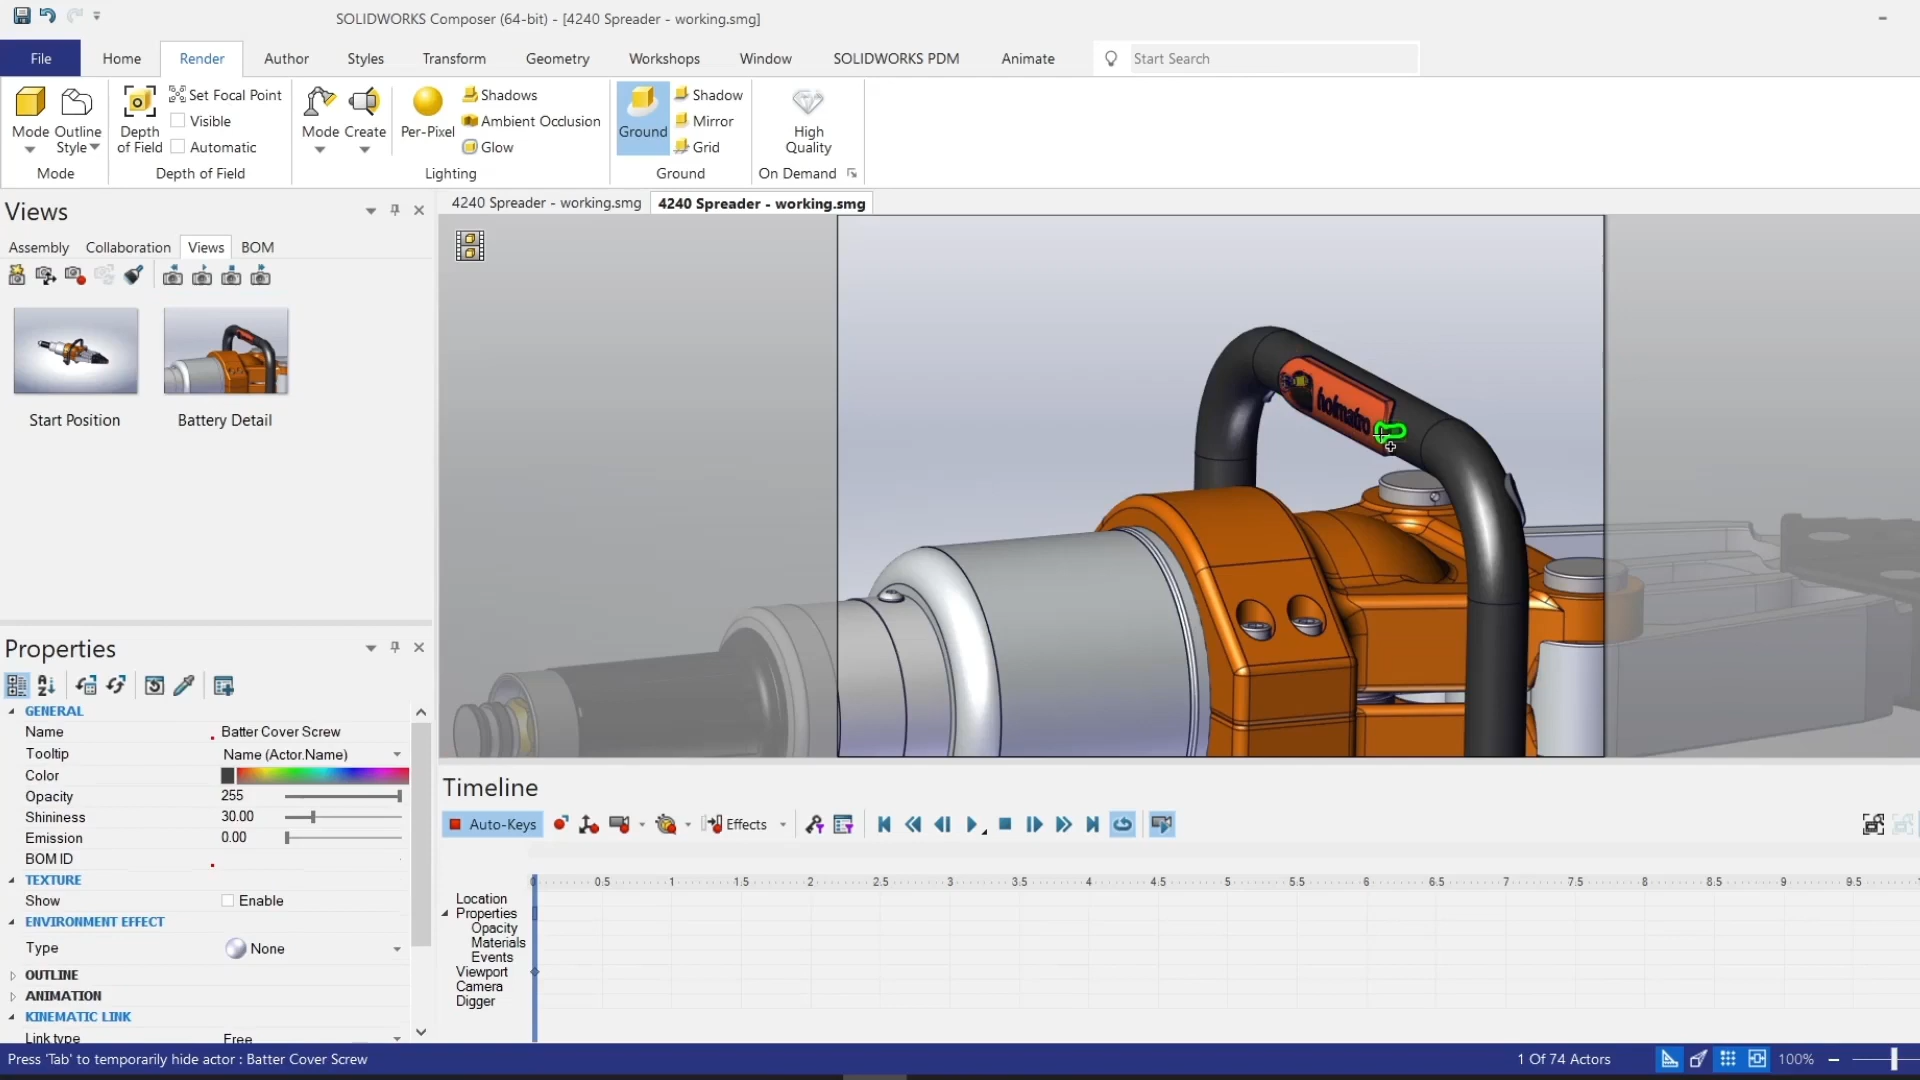 SOLIDWORKS Composer (64-bit) - [4240 Spreader - working.smg]
File Home Render Author Styles Transform Geometry Workshops Window SOLIDWORKS PDM Animate Start Search
Mode
Outline Style
Depth of Field
Set Focal Point
Visible
Automatic
Mode
Create
Per-Pixel
Shadows
Ambient Occlusion
Glow
Ground
Shadow
Mirror
Grid
High Quality
Mode Depth of Field Lighting Ground On Demand
Views
4240 Spreader - working.smg 4240 Spreader - working.smg
Assembly Collaboration Views BOM
Start Position Battery Detail
holmatro
Properties
GENERAL
Name Batter Cover Screw
Tooltip Name (Actor.Name)
Color
Opacity 255
Shininess 30.00
Emission 0.00
BOM ID
TEXTURE
Show Enable
ENVIRONMENT EFFECT
Type None
OUTLINE
ANIMATION
KINEMATIC LINK
Link type Free
Timeline
Auto-Keys Effects
0 0.5 1 1.5 2 2.5 3 3.5 4 4.5 5 5.5 6 6.5 7 7.5 8 8.5 9 9.5
Location
Properties
Opacity
Materials
Events
Viewport
Camera
Digger
Press 'Tab' to temporarily hide actor : Batter Cover Screw 1 Of 74 Actors 100%